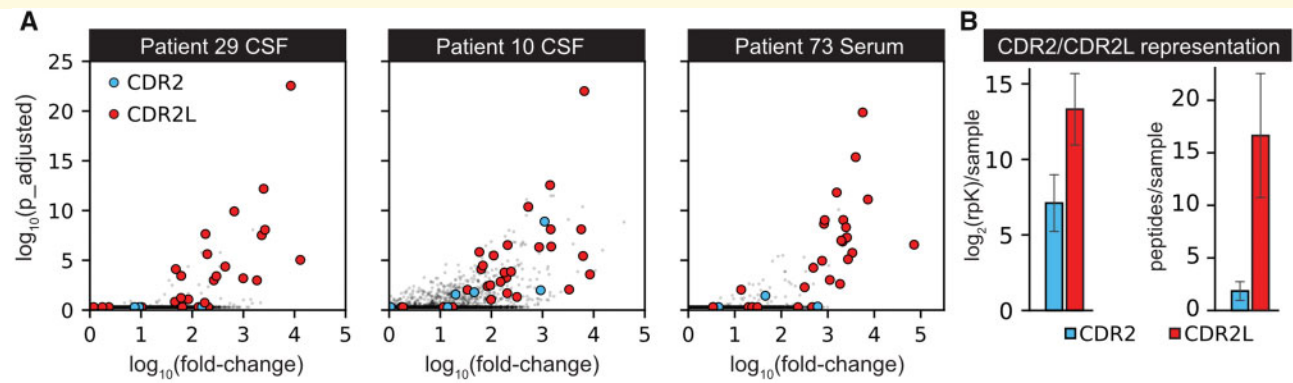 A
B
Patient 29 CSF
Patient 10 CSF
Patient 73 Serum
CDR2/CDR2L representation
log₁₀(p_adjusted)
25
20
15
10
5
0
CDR2
CDR2L
0 1 2 3 4 5
0 1 2 3 4 5
0 1 2 3 4 5
log₁₀(fold-change)
log₁₀(fold-change)
log₁₀(fold-change)
log₂(rpK)/sample
15
10
5
0
peptides/sample
20
15
10
5
0
CDR2
CDR2L